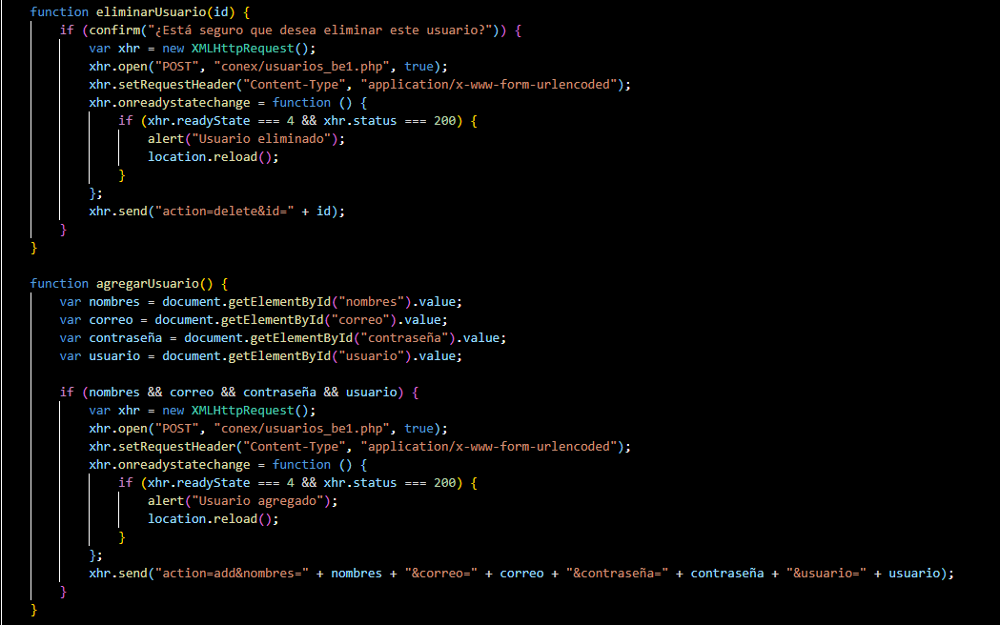 function eliminarUsuario(id) {
    if (confirm("¿Está seguro que desea eliminar este usuario?")) {
        var xhr = new XMLHttpRequest();
        xhr.open("POST", "conex/usuarios_be1.php", true);
        xhr.setRequestHeader("Content-Type", "application/x-www-form-urlencoded");
        xhr.onreadystatechange = function () {
            if (xhr.readyState === 4 && xhr.status === 200) {
                alert("Usuario eliminado");
                location.reload();
            }
        };
        xhr.send("action=delete&id=" + id);
    }
}

function agregarUsuario() {
    var nombres = document.getElementById("nombres").value;
    var correo = document.getElementById("correo").value;
    var contraseña = document.getElementById("contraseña").value;
    var usuario = document.getElementById("usuario").value;

    if (nombres && correo && contraseña && usuario) {
        var xhr = new XMLHttpRequest();
        xhr.open("POST", "conex/usuarios_be1.php", true);
        xhr.setRequestHeader("Content-Type", "application/x-www-form-urlencoded");
        xhr.onreadystatechange = function () {
            if (xhr.readyState === 4 && xhr.status === 200) {
                alert("Usuario agregado");
                location.reload();
            }
        };
        xhr.send("action=add&nombres=" + nombres + "&correo=" + correo + "&contraseña=" + contraseña + "&usuario=" + usuario);
    }
}